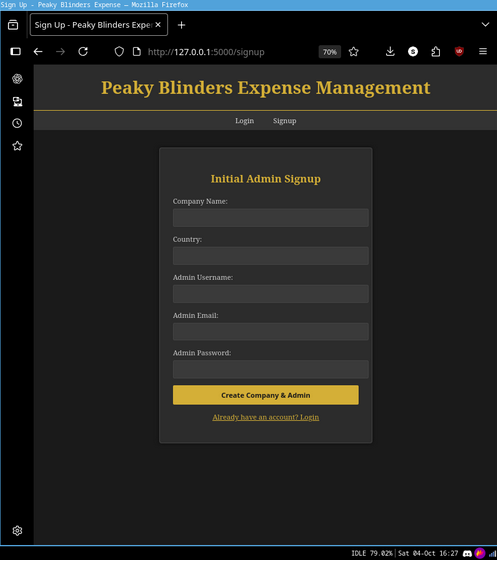 Sign Up - Peaky Blinders Expense — Mozilla Firefox
Sign Up - Peaky Blinders Expe
http://127.0.0.1:5000/signup
70%
S
Peaky Blinders Expense Management
Login Signup
Initial Admin Signup
Company Name:
Country:
Admin Username:
Admin Email:
Admin Password:
Create Company & Admin
Already have an account? Login
IDLE 79.02% Sat 04-Oct 16:27